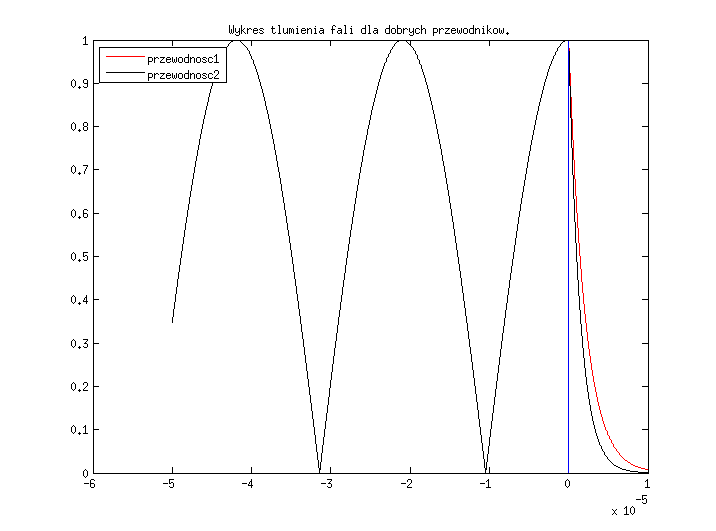 Wykres tlumienia fali dla dobrych przewodnikow.
przewodnosc1
przewodnosc2
1
0.9
0.8
0.7
0.6
0.5
0.4
0.3
0.2
0.1
0
-6 -5 -4 -3 -2 -1 0 1
x 10 -5